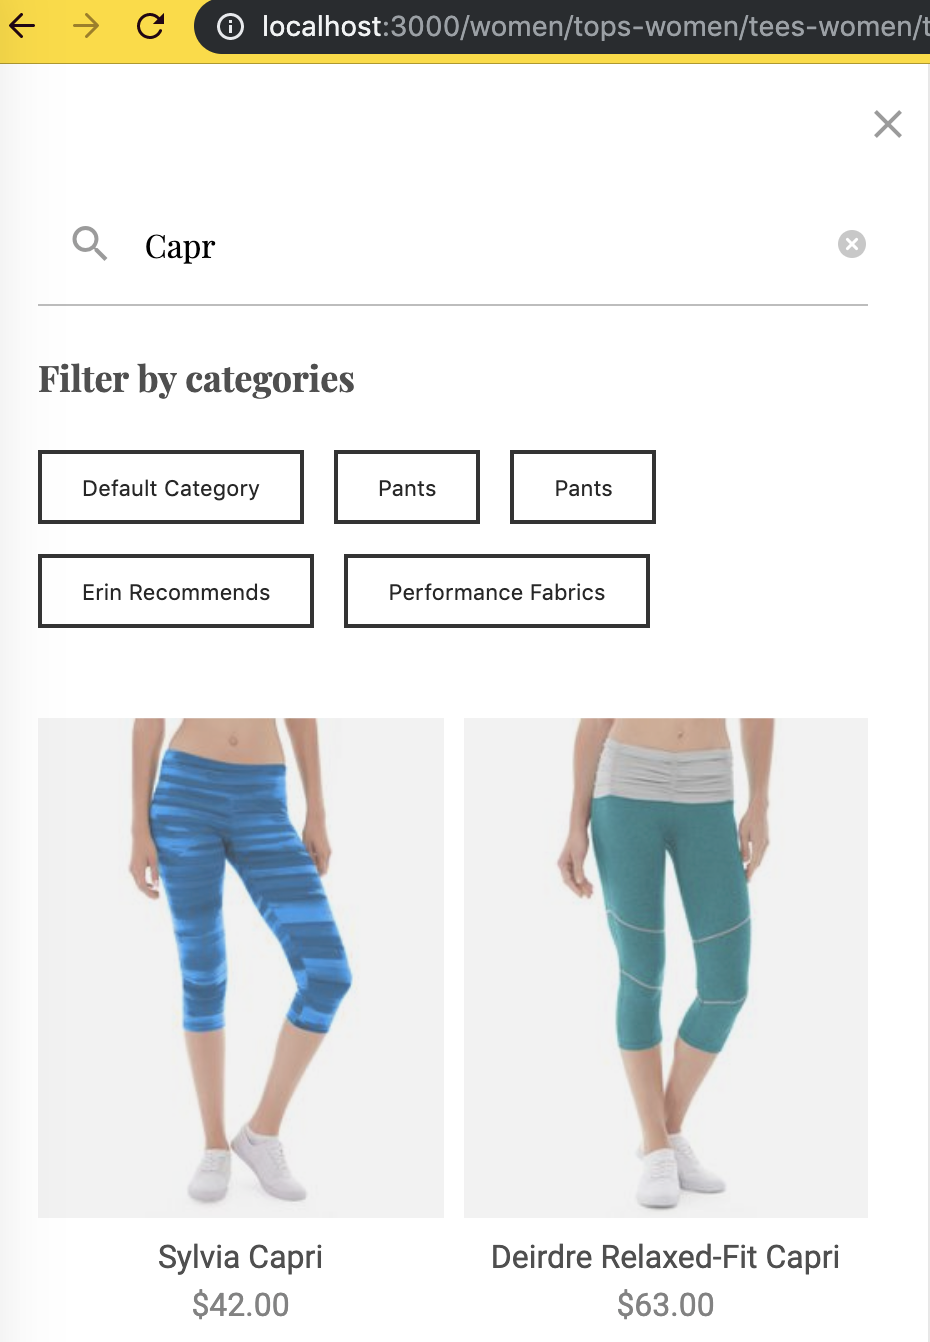 localhost:3000/women/tops-women/tees-women/t
Capr
Filter by categories
Default Category
Pants
Pants
Erin Recommends
Performance Fabrics
Sylvia Capri
Deirdre Relaxed-Fit Capri
$42.00
$63.00